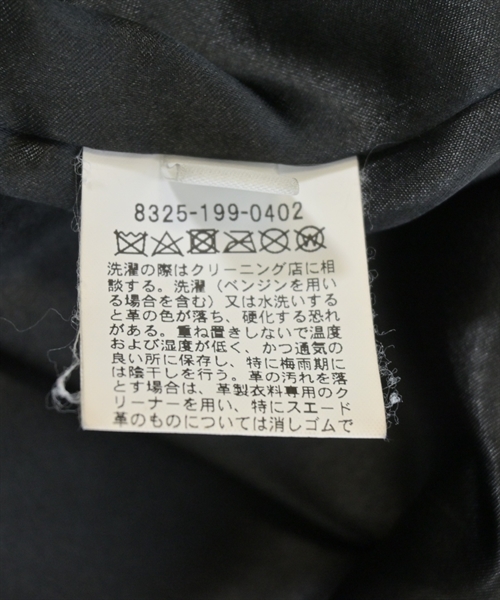 8325-199-0402
洗濯の際はクリーニング店に相
談する。洗濯（ベンジンを用い
る場合を含む）又は水洗いする
と革の色が落ち、硬化する恐れ
がある。重ね置きしないで温度
および湿度が低く、かつ通気の
良い所に保存し、特に梅雨期に
は陰干しを行う。革の汚れを落
とす場合は、革製衣料専用のク
リーナーを用い、特にスエード
革のものについては消しゴムで